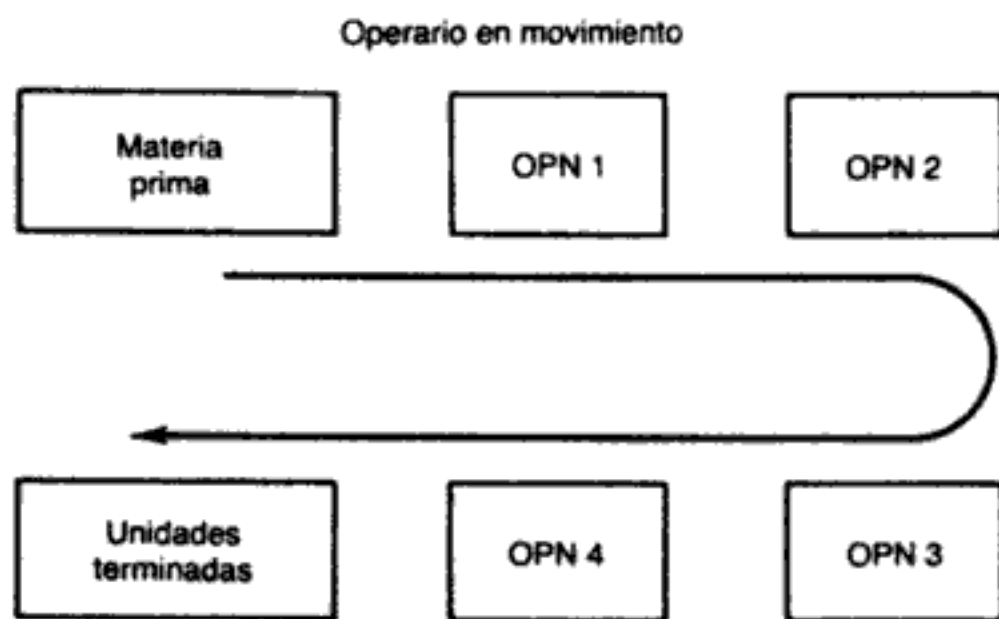 Operario en movimiento
Materia
prima
OPN 1
OPN 2
Unidades
terminadas
OPN 4
OPN 3